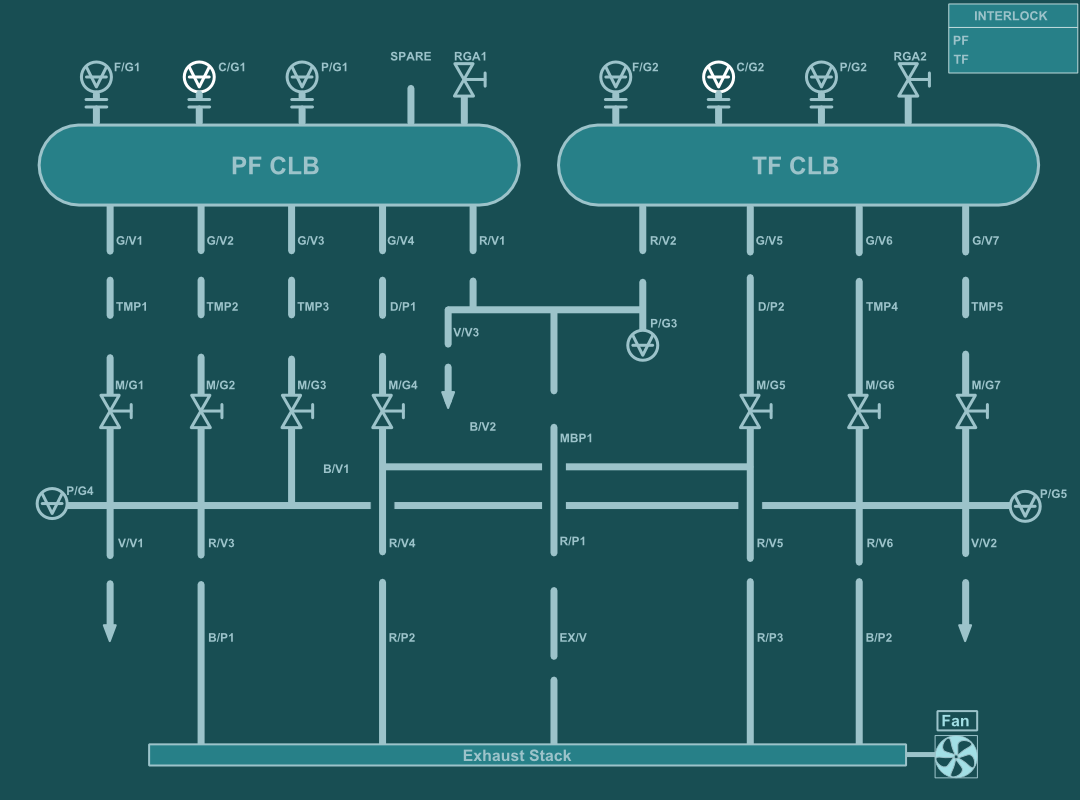 INTERLOCK
PF
TF
F/G1
C/G1
P/G1
SPARE
RGA1
F/G2
C/G2
P/G2
RGA2
PF CLB
TF CLB
G/V1
G/V2
G/V3
G/V4
R/V1
R/V2
G/V5
G/V6
G/V7
TMP1
TMP2
TMP3
D/P1
D/P2
TMP4
TMP5
V/V3
P/G3
M/G1
M/G2
M/G3
M/G4
M/G5
M/G6
M/G7
B/V2
MBP1
B/V1
P/G4
P/G5
V/V1
R/V3
R/V4
R/P1
R/V5
R/V6
V/V2
B/P1
R/P2
EX/V
R/P3
B/P2
Fan
Exhaust Stack